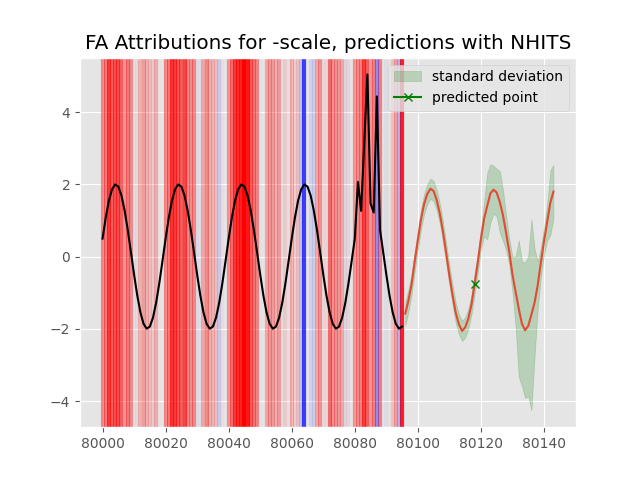 FA Attributions for -scale, predictions with NHITS
standard deviation
predicted point
4
2
0
−2
−4
80000 80020 80040 80060 80080 80100 80120 80140